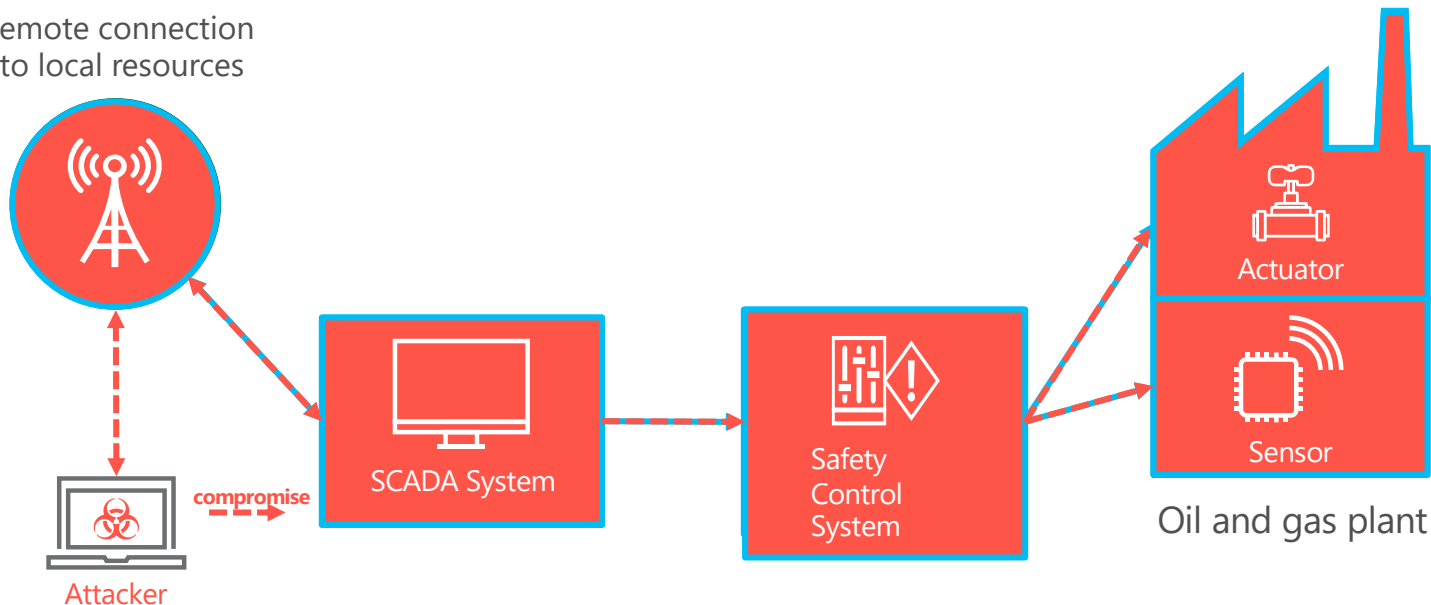 emote connection
to local resources
Actuator
Sensor
SCADA System
Safety
Control
System
compromise
Oil and gas plant
Attacker